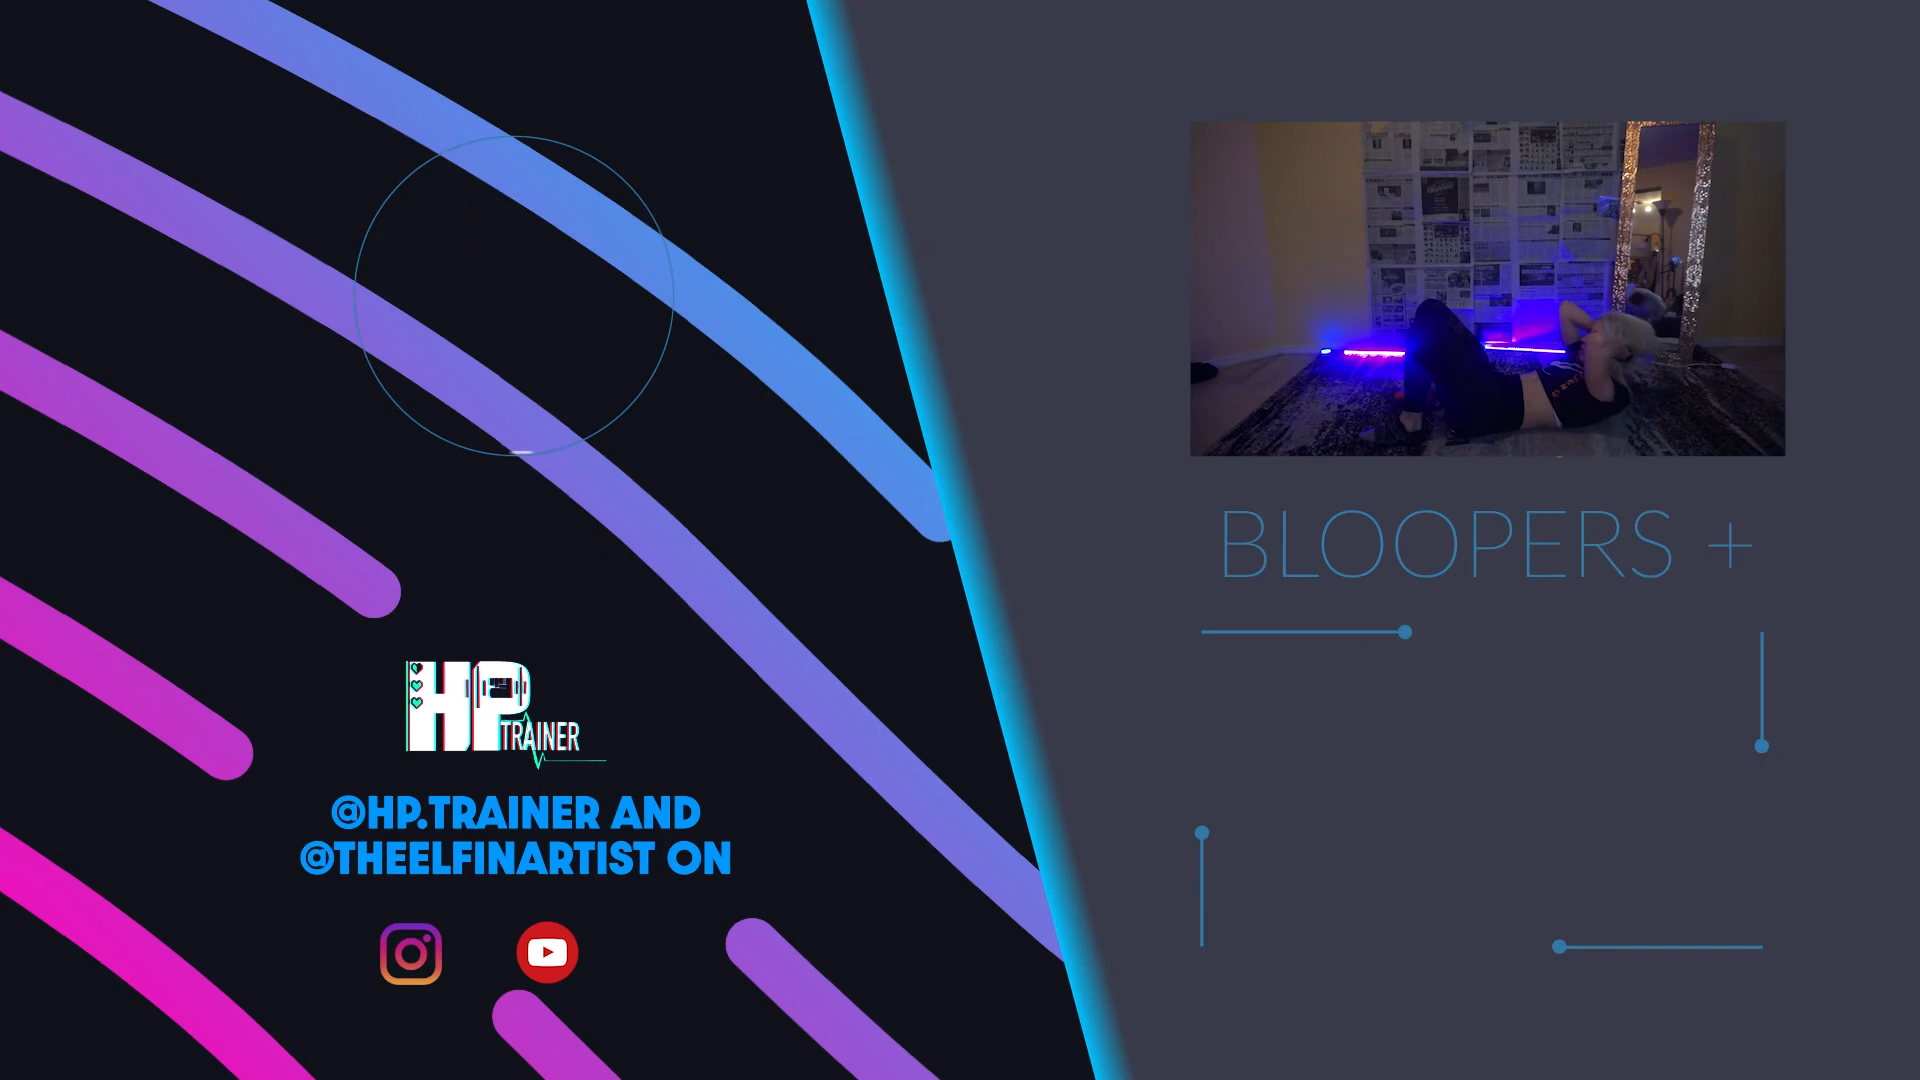 HP
TRAINER
@HP.TRAINER AND
@THEELFINARTIST ON
BLOOPERS +